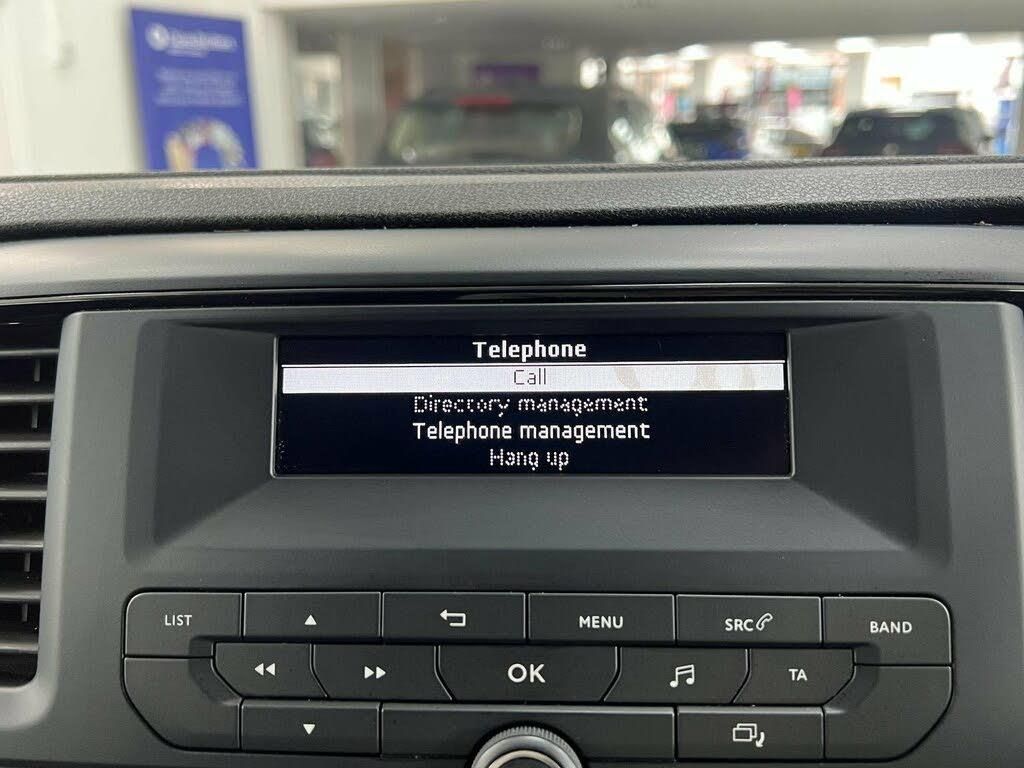 Telephone
Call
Directory management
Telephone management
Hang up
LIST
MENU
SRC
BAND
OK
TA